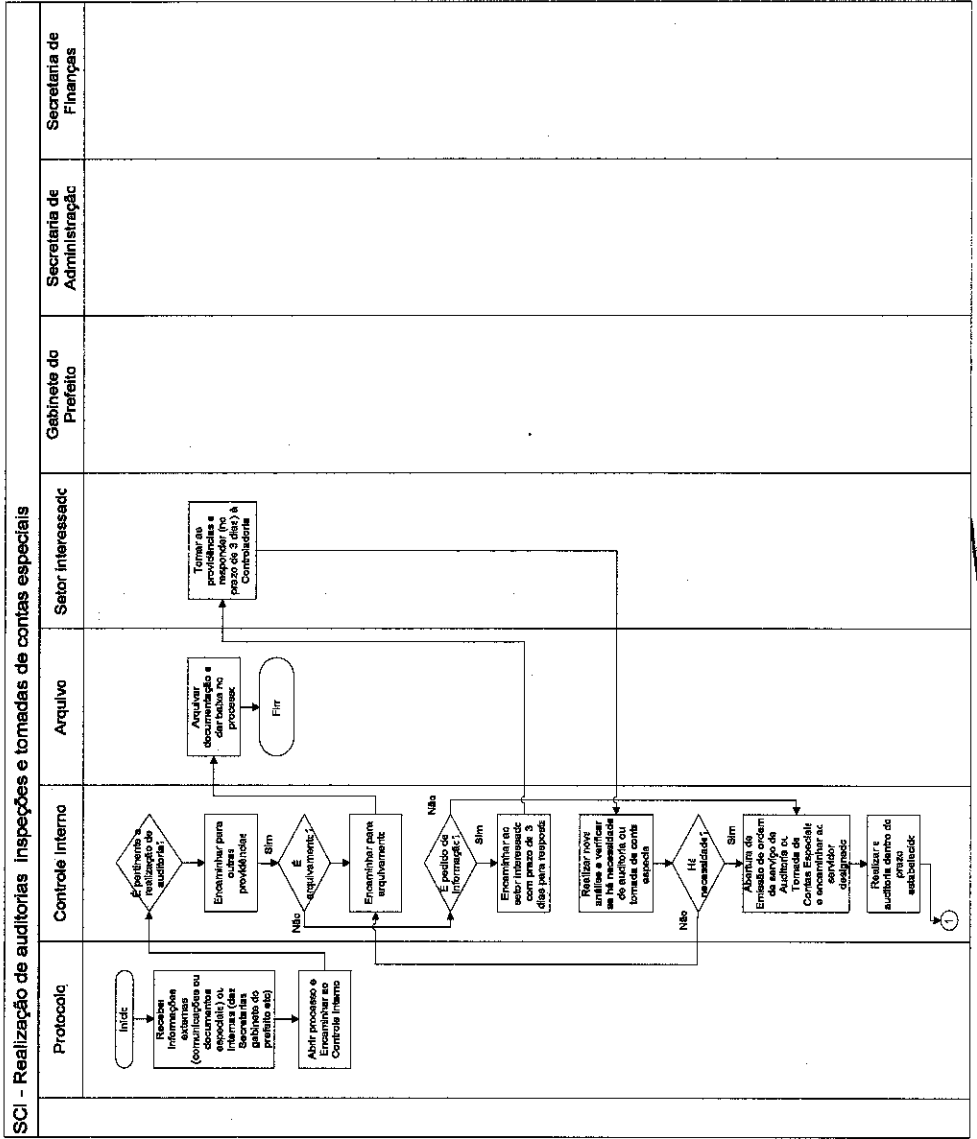 SCI - Realização de auditorias inspeções e tomadas de contas especiais
Protocolo
Controle Interno
Arquivo
Setor Interessado
Gabinete do
Prefeito
Secretaria de
Administração
Secretaria de
Finanças
Início
Receber
Informações
externas
(comunicações ou
documentos
especiais) ou
Internas (das
Secretarias
gabinete do
prefeito etc)
Abrir processo e
Encaminhar ao
Controle Interno
É pertinente a
realização de
auditoria?
Encaminhar para
outras
providências
Sim
É
arquivamento?
Não
Encaminhar para
arquivamento
Arquivar
documentação e
dar baixa no
processo
Fim
É pedido de
Informação?
Não
Sim
Encaminhar ao
setor interessado
com prazo de 3
dias para resposta
Tomar as
providências e
responder (no
prazo de 3 dias) à
Controladoria
Realizar nova
análise e verificar
se há necessidade
de auditoria ou
tomada de conta
especial
Há
necessidade?
Não
Sim
Abertura de
Emissão de ordem
de serviço de
Auditoria ou
Tomada de
Contas Especiais
e encaminhar ao
servidor
designado
Realizar a
auditoria dentro do
prazo
estabelecido
1